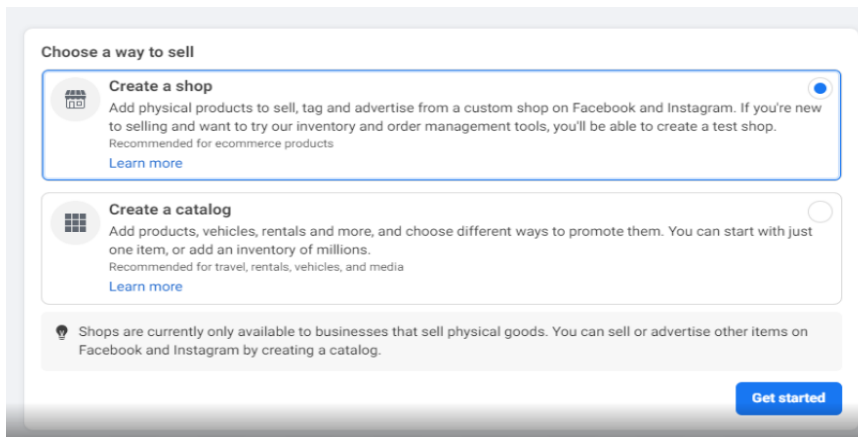 Choose a way to sell
Create a shop
Add physical products to sell, tag and advertise from a custom shop on Facebook and Instagram. If you're new
to selling and want to try our inventory and order management tools, you'll be able to create a test shop.
Recommended for ecommerce products
Learn more
Create a catalog
Add products, vehicles, rentals and more, and choose different ways to promote them. You can start with just
one item, or add an inventory of millions.
Recommended for travel, rentals, vehicles, and media
Learn more
Shops are currently only available to businesses that sell physical goods. You can sell or advertise other items on
Facebook and Instagram by creating a catalog.
Get started